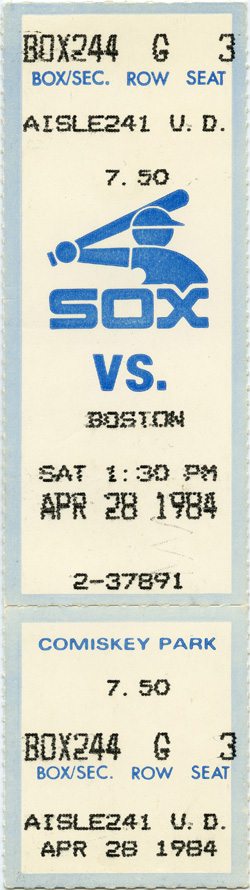 BOX244 G 3
BOX/SEC. ROW SEAT
AISLE241 U.D.
7.50
SOX
VS.
BOSTON
SAT 1:30 PM
APR 28 1984
2-37891
COMISKEY PARK
7.50
BOX244 G 3
BOX/SEC. ROW SEAT
AISLE241 U.D.
APR 28 1984